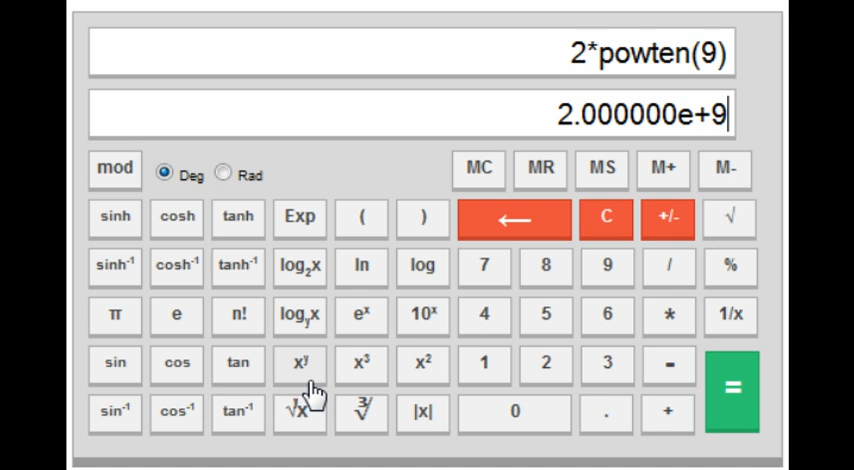 2*powten(9)
2.000000e+9
mod Deg Rad MC MR MS M+ M-
sinh cosh tanh Exp ( ) ← C +/- √
sinh⁻¹ cosh⁻¹ tanh⁻¹ log₂x ln log 7 8 9 / %
π e n! logᵧx eˣ 10ˣ 4 5 6 * 1/x
sin cos tan xʸ x³ x² 1 2 3 - =
sin⁻¹ cos⁻¹ tan⁻¹ ∛ |x| 0 . +